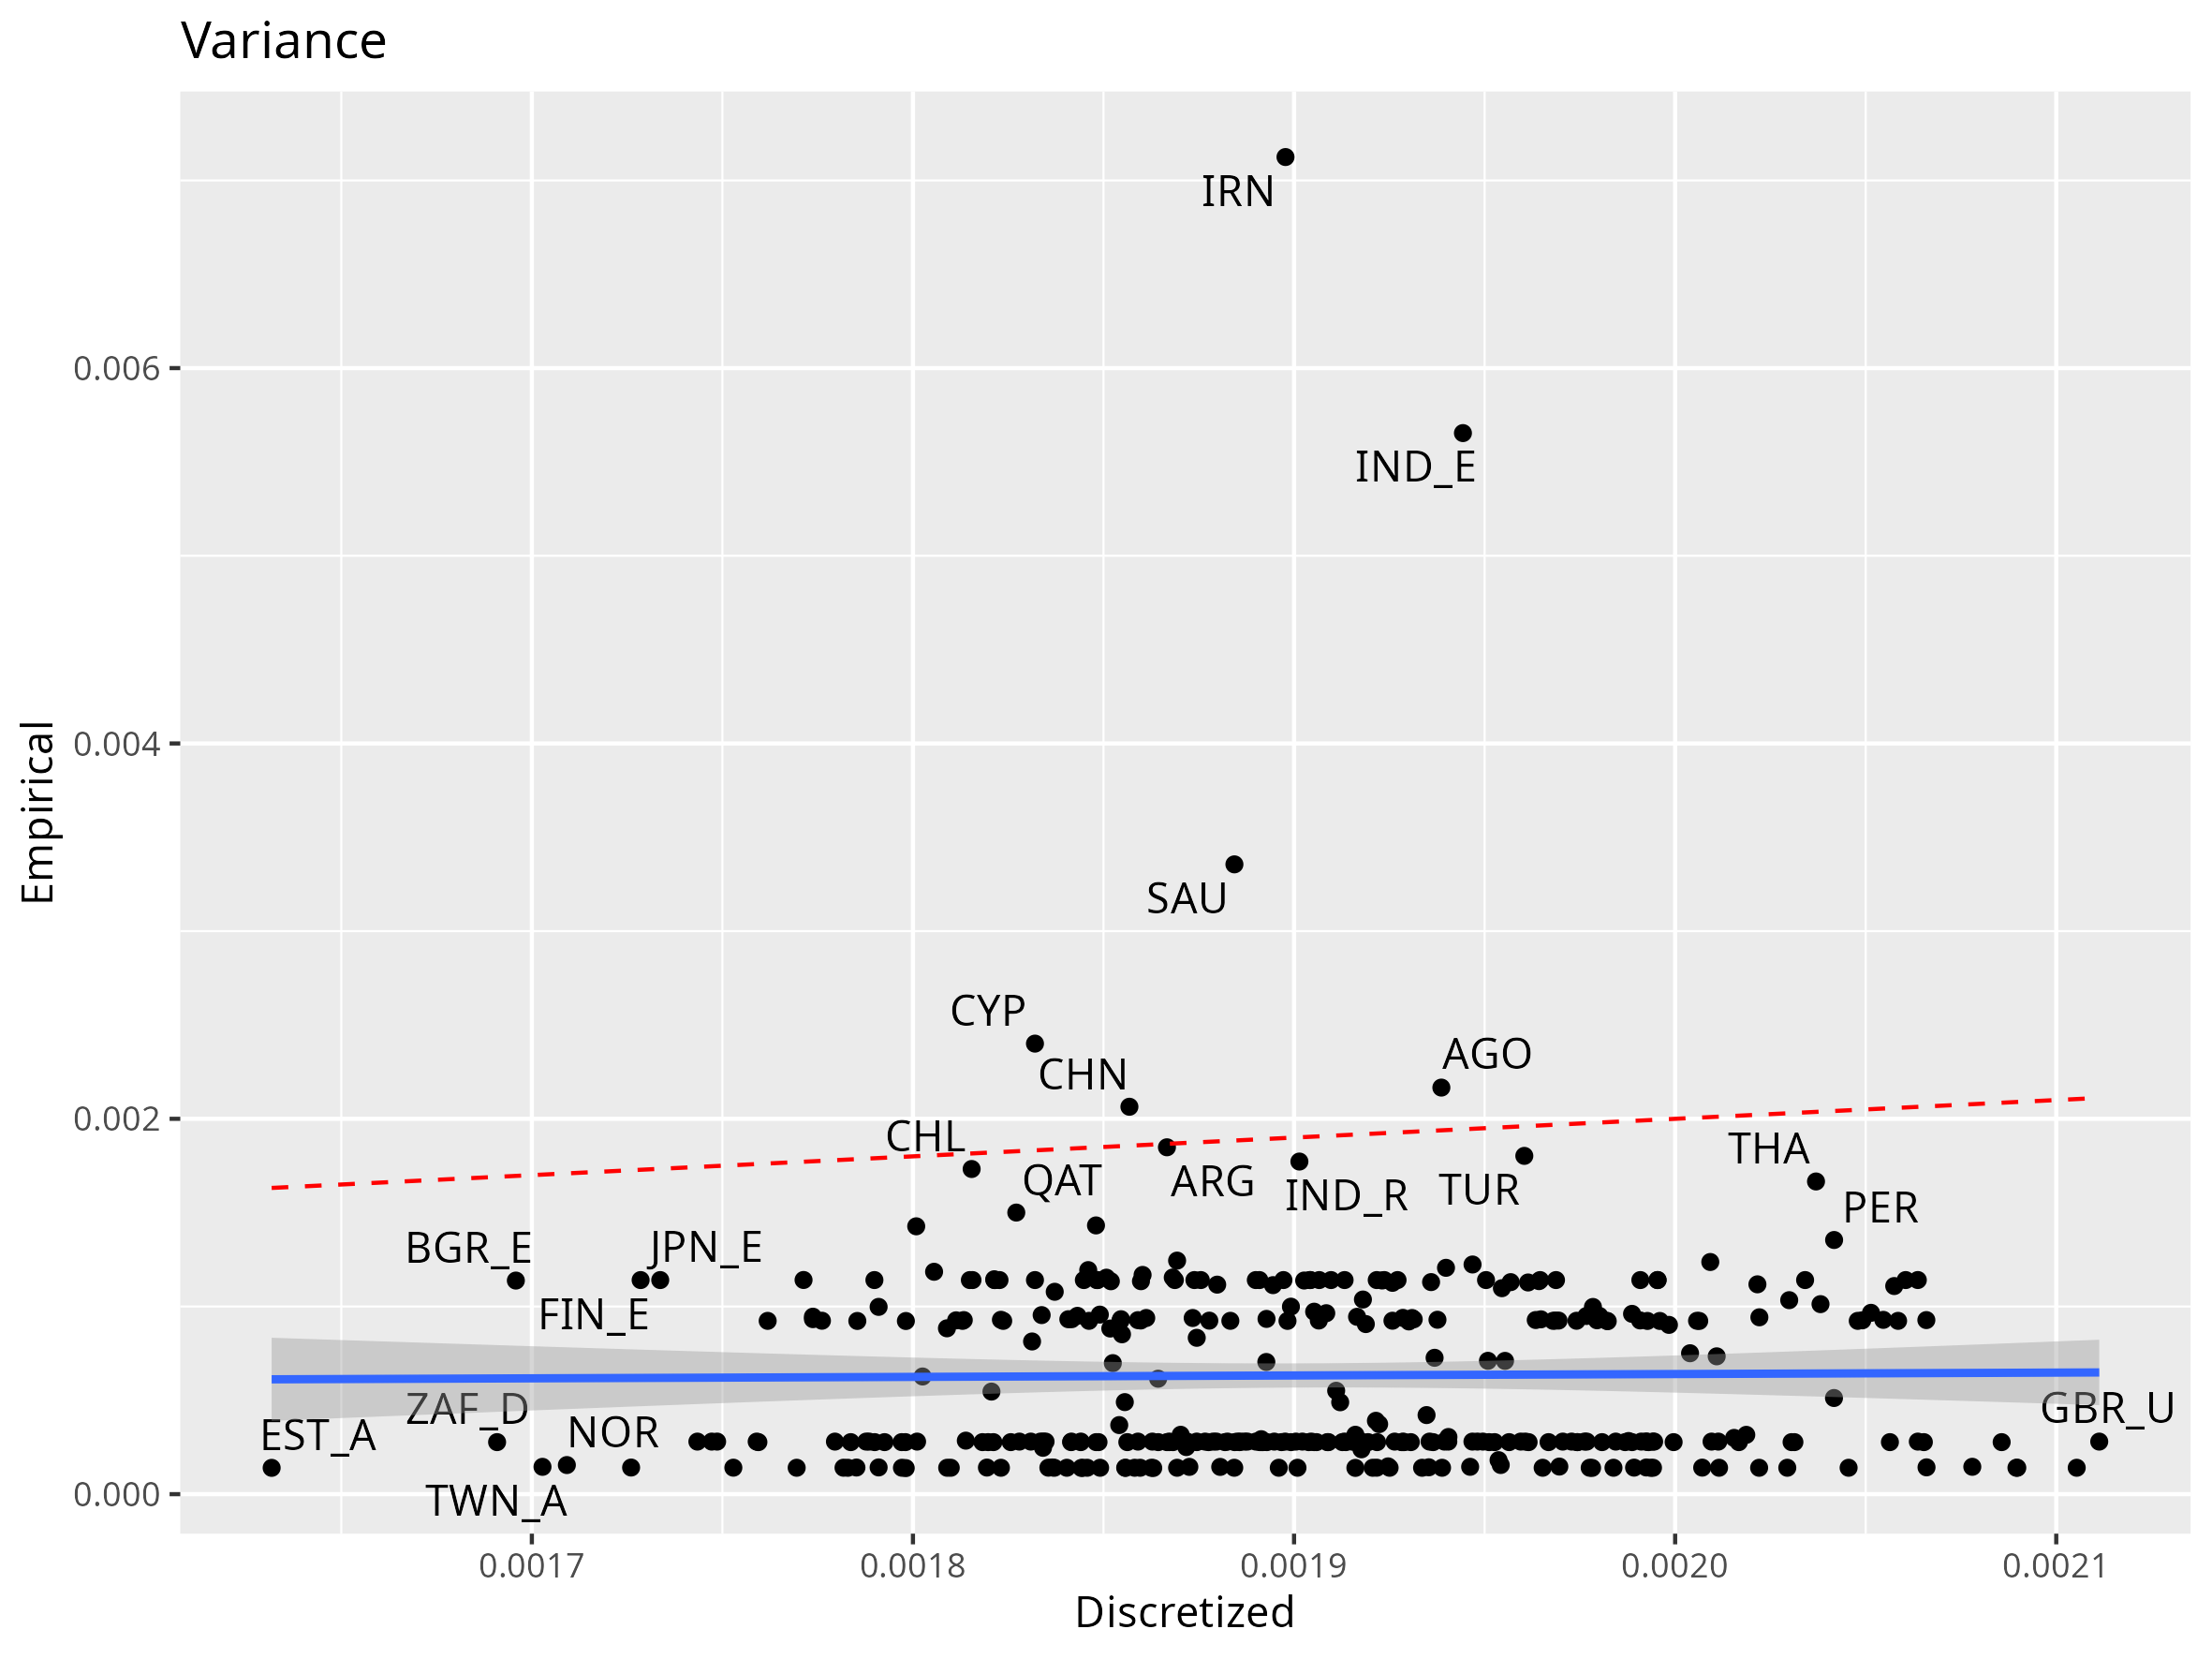 Variance
IRN
0.006
IND_E
0.004
SAU
Empirical
CYP
AGO
CHN
0.002
CHL
THA
QAT
ARG
IND_R
TUR
PER
BGR_E
JPN_E
FIN_E
ZAF_D
GBR_U
EST_A
NOR
0.000
TWN_A
0.0017
0.0018
0.0019
0.0020
0.0021
Discretized